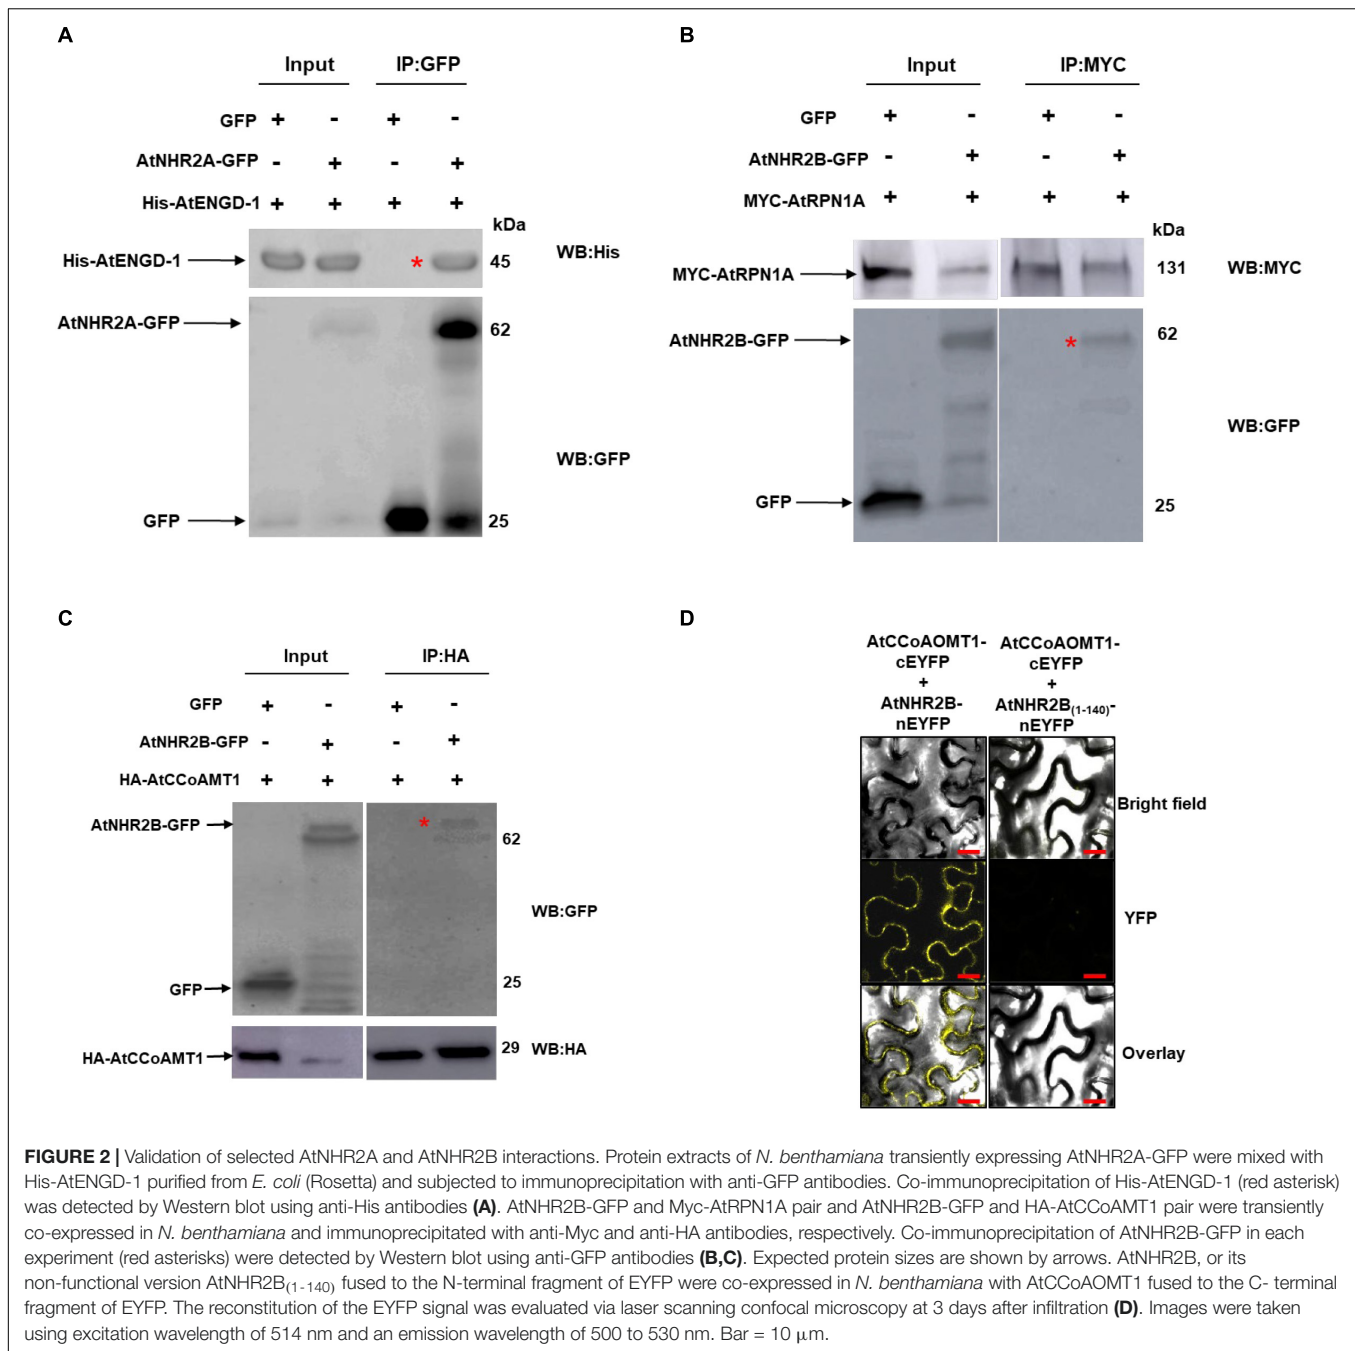 A
Input IP:GFP
GFP + - + -
AtNHR2A-GFP - + - +
His-AtENGD-1 + + + +
kDa
His-AtENGD-1 * 45 WB:His
AtNHR2A-GFP 62
WB:GFP
GFP 25
B
Input IP:MYC
GFP + - + -
AtNHR2B-GFP - + - +
MYC-AtRPN1A + + + +
kDa
MYC-AtRPN1A 131 WB:MYC
AtNHR2B-GFP * 62
WB:GFP
GFP 25
C
Input IP:HA
GFP + - + -
AtNHR2B-GFP - + - +
HA-AtCCoAMT1 + + + +
AtNHR2B-GFP * 62
WB:GFP
GFP 25
HA-AtCCoAMT1 29 WB:HA
D
AtCCoAOMT1-
cEYFP
+
AtNHR2B-
nEYFP
AtCCoAOMT1-
cEYFP
+
AtNHR2B(1-140)-
nEYFP
Bright field
YFP
Overlay
FIGURE 2 | Validation of selected AtNHR2A and AtNHR2B interactions. Protein extracts of N. benthamiana transiently expressing AtNHR2A-GFP were mixed with
His-AtENGD-1 purified from E. coli (Rosetta) and subjected to immunoprecipitation with anti-GFP antibodies. Co-immunoprecipitation of His-AtENGD-1 (red asterisk)
was detected by Western blot using anti-His antibodies (A). AtNHR2B-GFP and Myc-AtRPN1A pair and AtNHR2B-GFP and HA-AtCCoAMT1 pair were transiently
co-expressed in N. benthamiana and immunoprecipitated with anti-Myc and anti-HA antibodies, respectively. Co-immunoprecipitation of AtNHR2B-GFP in each
experiment (red asterisks) were detected by Western blot using anti-GFP antibodies (B,C). Expected protein sizes are shown by arrows. AtNHR2B, or its
non-functional version AtNHR2B(1-140) fused to the N-terminal fragment of EYFP were co-expressed in N. benthamiana with AtCCoAOMT1 fused to the C- terminal
fragment of EYFP. The reconstitution of the EYFP signal was evaluated via laser scanning confocal microscopy at 3 days after infiltration (D). Images were taken
using excitation wavelength of 514 nm and an emission wavelength of 500 to 530 nm. Bar = 10 μm.